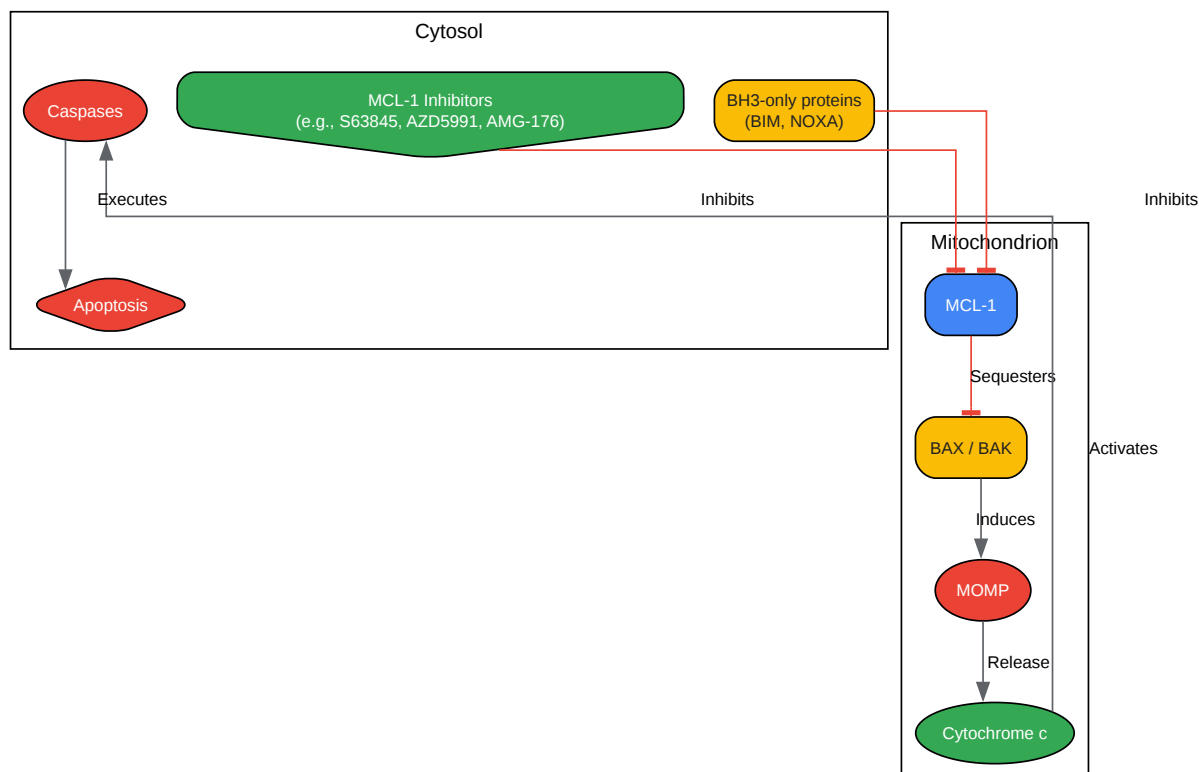 Cytosol
Caspases
MCL-1 Inhibitors
(e.g., S63845, AZD5991, AMG-176)
BH3-only proteins
(BIM, NOXA)
Executes
Inhibits
Inhibits
Mitochondrion
Apoptosis
MCL-1
Sequesters
BAX / BAK
Activates
Induces
MOMP
Release
Cytochrome c